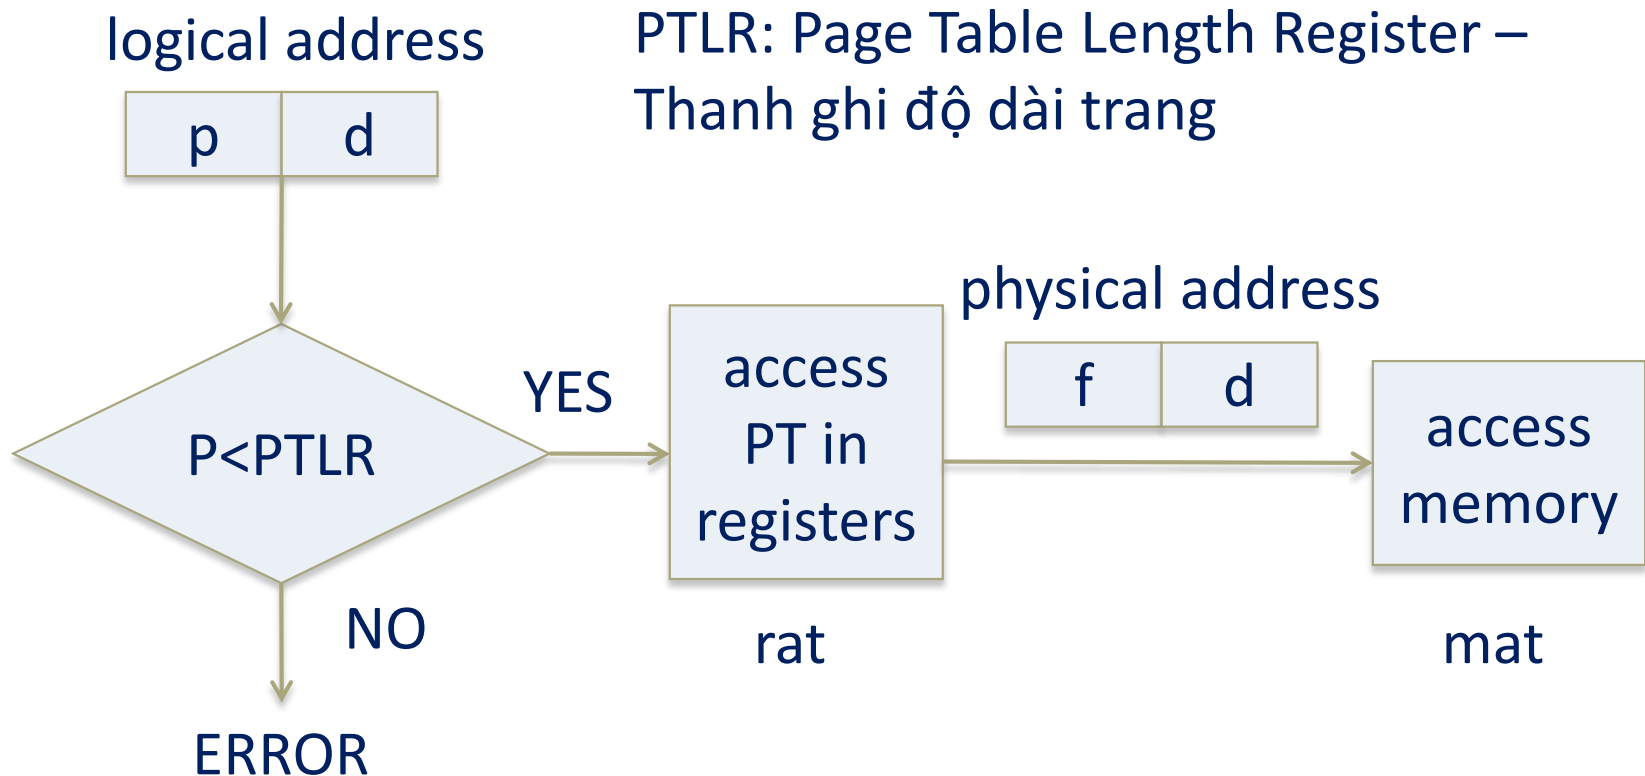 logical address
PTLR: Page Table Length Register –
Thanh ghi độ dài trang
p d
physical address
f d
P<PTLR
YES
access
PT in
registers
access
memory
NO
rat
mat
ERROR